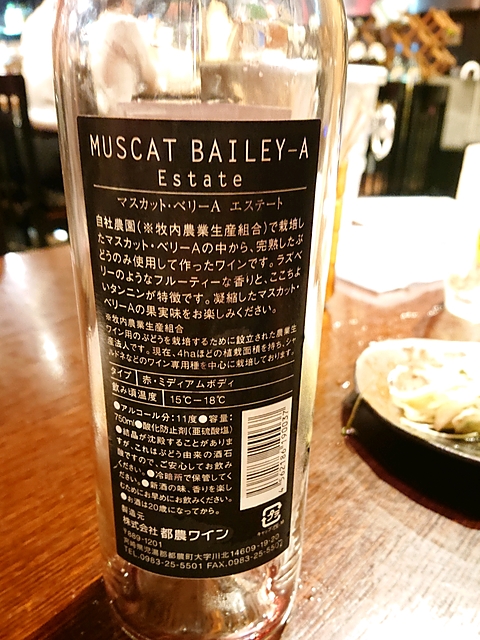 MUSCAT BAILEY-A
Estate
マスカット・ベリーA エステート
自社農園(※牧内農業生産組合)で栽培し
たマスカット・ベリーAの中から、完熟したぶ
どうのみ使用して作ったワインです。ラズベ
リーのようなフルーティーな香りと、ここちよ
いタンニンが特徴です。凝縮したマスカット・
ベリーAの果実味をお楽しみください。
※牧内農業生産組合
ワイン用のぶどうを栽培するために設立された農業生
産法人です。現在、4haほどの植栽面積を持ち、シャ
ルドネなどのワイン専用種を中心に栽培しております。
タイプ 赤・ミディアムボディ
飲み頃温度 15℃－18℃
●アルコール分:11度●容量:
750ml●酸化防止剤(亜硫酸塩)
●結晶が沈殿することがありま
すが、これはぶどう由来の酒石
酸ですので、ご安心してお飲み
ください。●冷暗所で保管してく
ださい。●新酒の味、香りを楽し
むためにお早めにお飲みください。
●お酒は20歳になってから。
製造元
株式会社 都農ワイン
〒889-1201
宮崎県児湯郡都農町大字川北14609-19-20
TEL.0983-25-5501 FAX.0983-25-5502
4 562186 190037